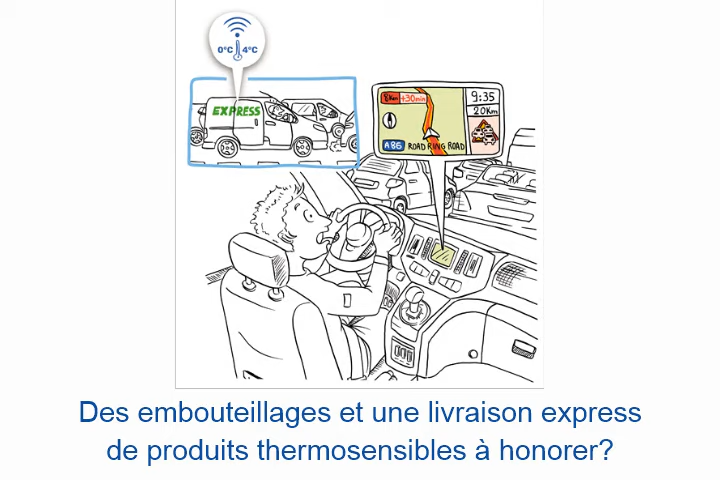 0°C 4°C
EXPRESS
8Km +30min 9:35
20Km
A86 ROAD RING ROAD
Des embouteillages et une livraison express
de produits thermosensibles à honorer?